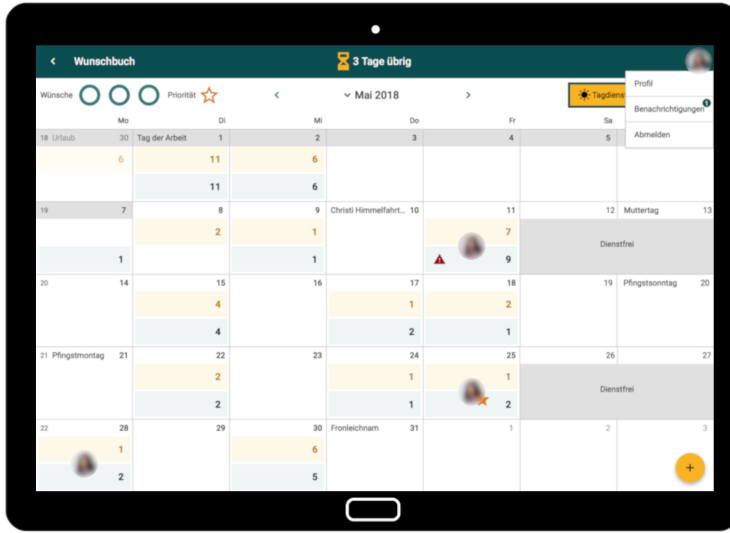 ‹ Wunschbuch 3 Tage übrig
Wünsche Priorität ‹ Mai 2018 › Tagdiens
Profil
Benachrichtigungen
Abmelden
Mo Di Mi Do Fr Sa
18 Urlaub 30 Tag der Arbeit 1 2 3 4 5
6 11 6
11 6
19 7 8 9 Christi Himmelfahrt... 10 11 12 Muttertag 13
2 1 7
Dienstfrei
1 1 9
20 14 15 16 17 18 19 Pfingstsonntag 20
4 1 2
4 2 1
21 Pfingstmontag 21 22 23 24 25 26 27
2 1 1
Dienstfrei
2 1 2
22 28 29 30 Fronleichnam 31 1 2 3
1 6
2 5
+